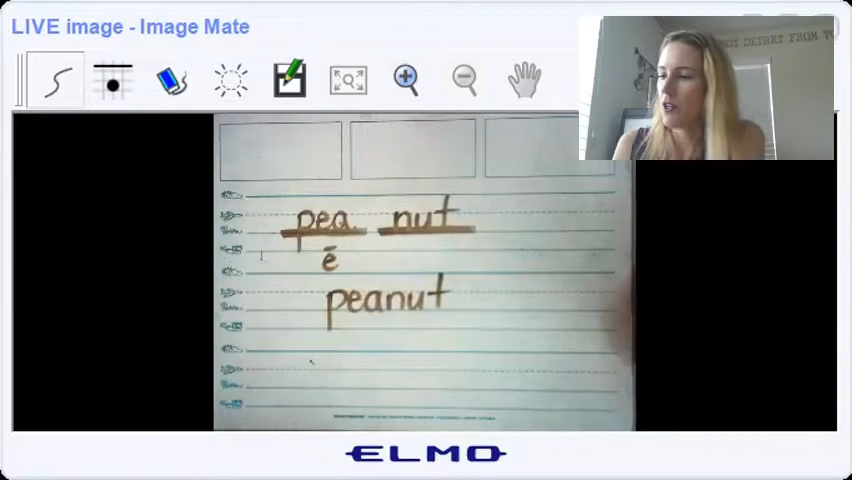 LIVE image - Image Mate
pea nut
ē
peanut
ELMO